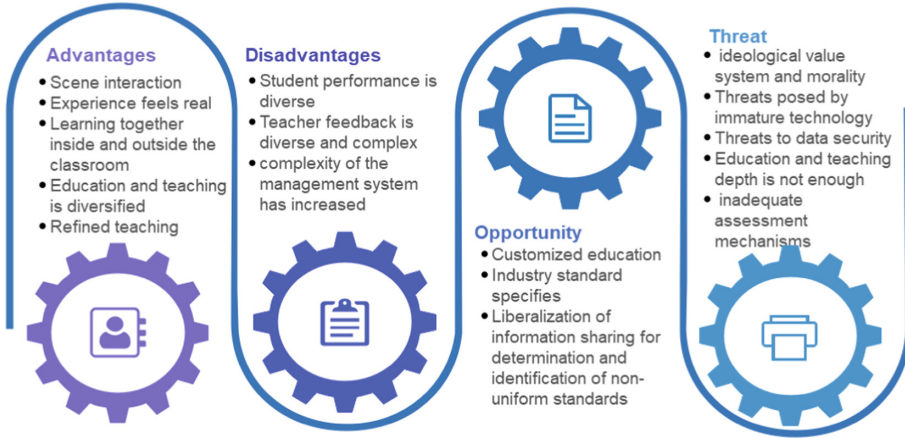 Advantages
• Scene interaction
• Experience feels real
• Learning together
inside and outside the
classroom
• Education and teaching
is diversified
• Refined teaching
Disadvantages
• Student performance is
diverse
• Teacher feedback is
diverse and complex
• complexity of the
management system
has increased
Opportunity
• Customized education
• Industry standard
specifies
• Liberalization of
information sharing for
determination and
identification of non-
uniform standards
Threat
• ideological value
system and morality
• Threats posed by
immature technology
• Threats to data security
• Education and teaching
depth is not enough
• inadequate
assessment
mechanisms